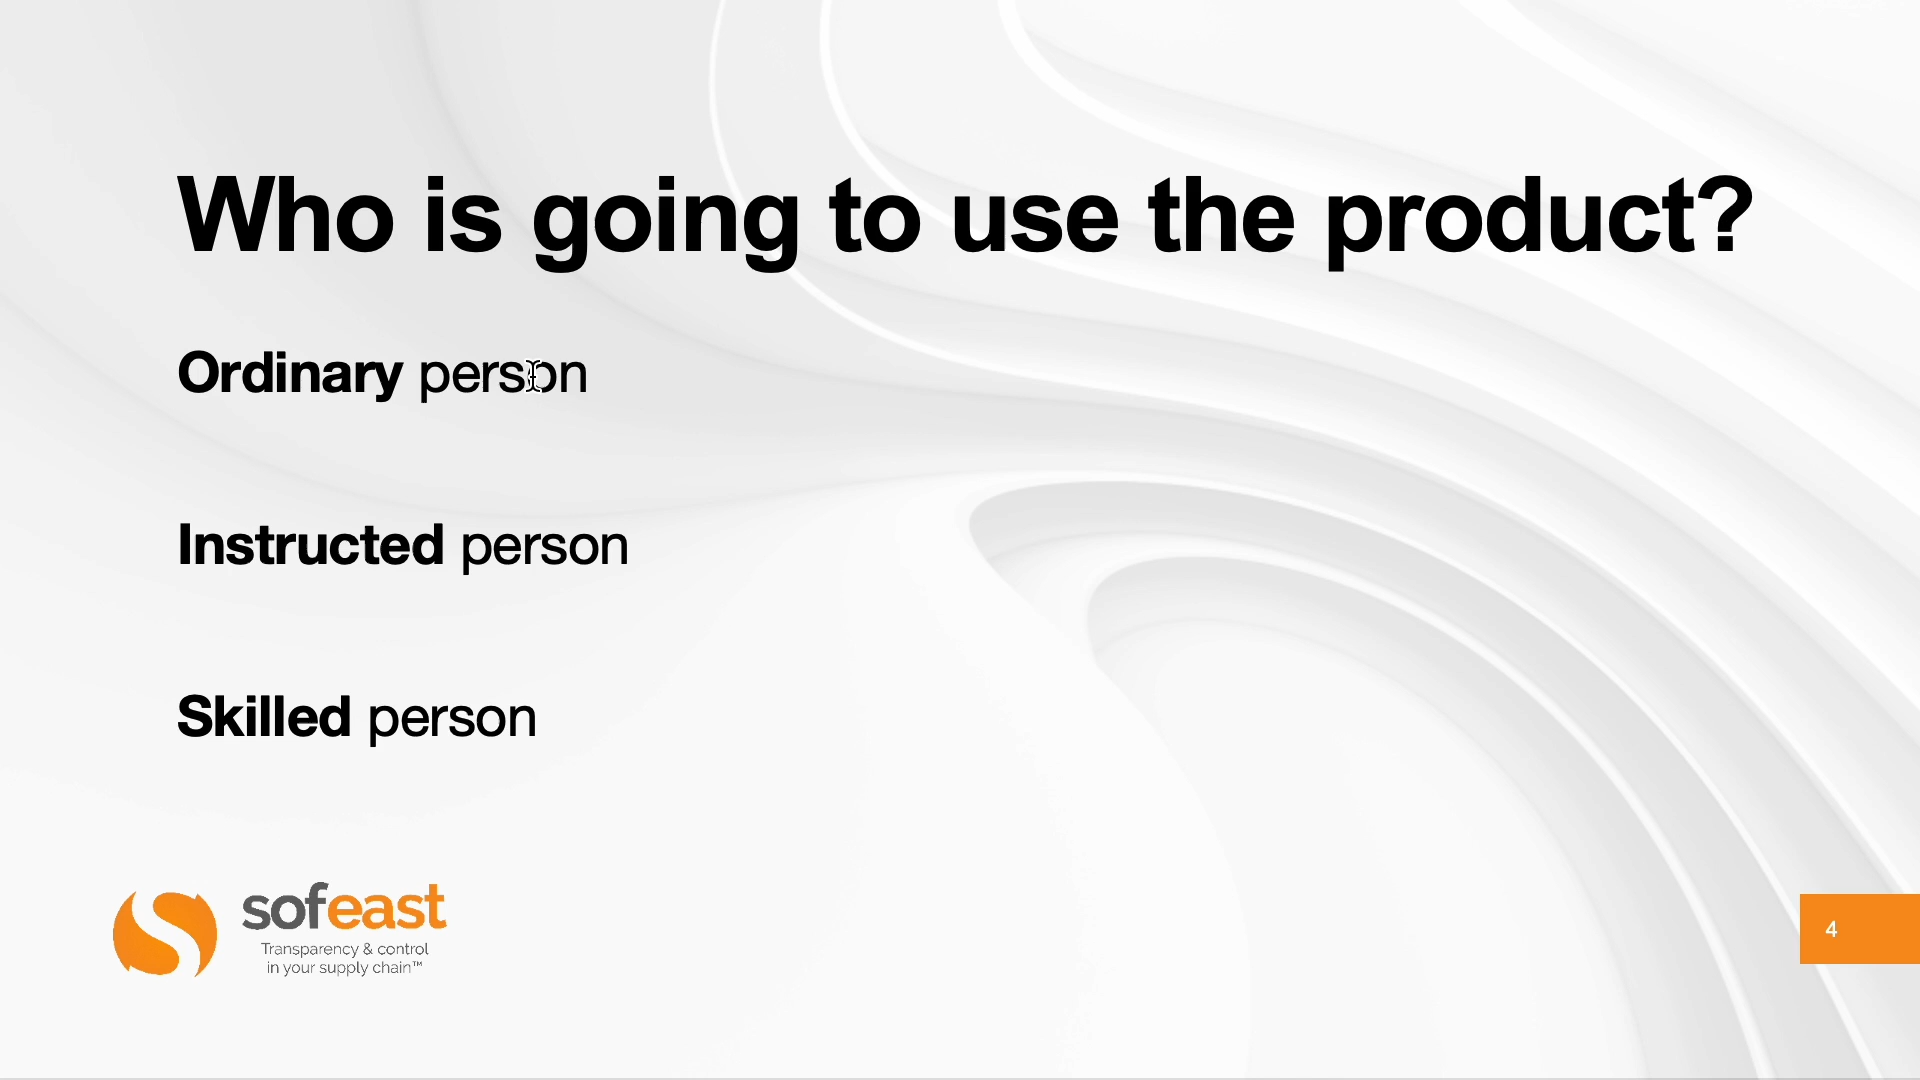 Who is going to use the product?
Ordinary person
Instructed person
Skilled person
sofeast
Transparency & control
in your supply chain™
4